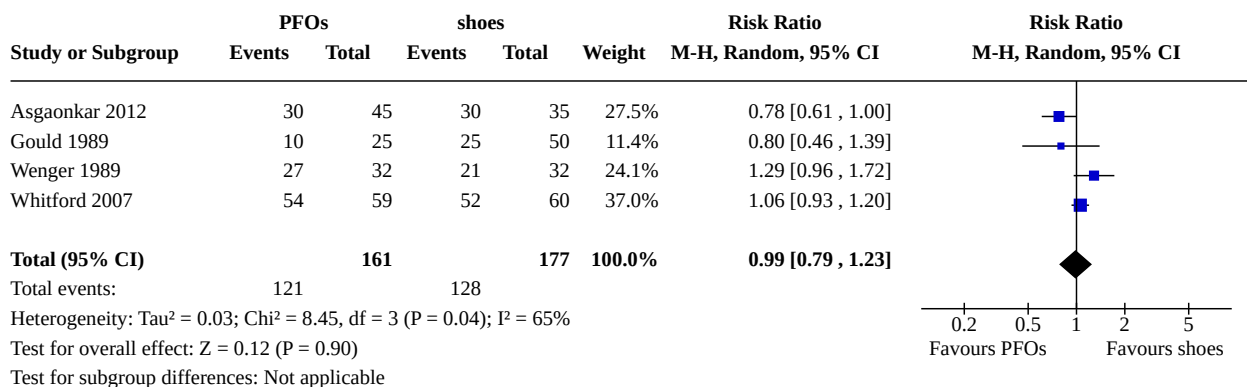 PFOs shoes Risk Ratio Risk Ratio
Study or Subgroup Events Total Events Total Weight M-H, Random, 95% CI M-H, Random, 95% CI
Asgaonkar 2012 30 45 30 35 27.5% 0.78 [0.61 , 1.00]
Gould 1989 10 25 25 50 11.4% 0.80 [0.46 , 1.39]
Wenger 1989 27 32 21 32 24.1% 1.29 [0.96 , 1.72]
Whitford 2007 54 59 52 60 37.0% 1.06 [0.93 , 1.20]
Total (95% CI) 161 177 100.0% 0.99 [0.79 , 1.23]
Total events: 121 128
Heterogeneity: Tau² = 0.03; Chi² = 8.45, df = 3 (P = 0.04); I² = 65%
0.2 0.5 1 2 5
Test for overall effect: Z = 0.12 (P = 0.90)
Favours PFOs Favours shoes
Test for subgroup differences: Not applicable